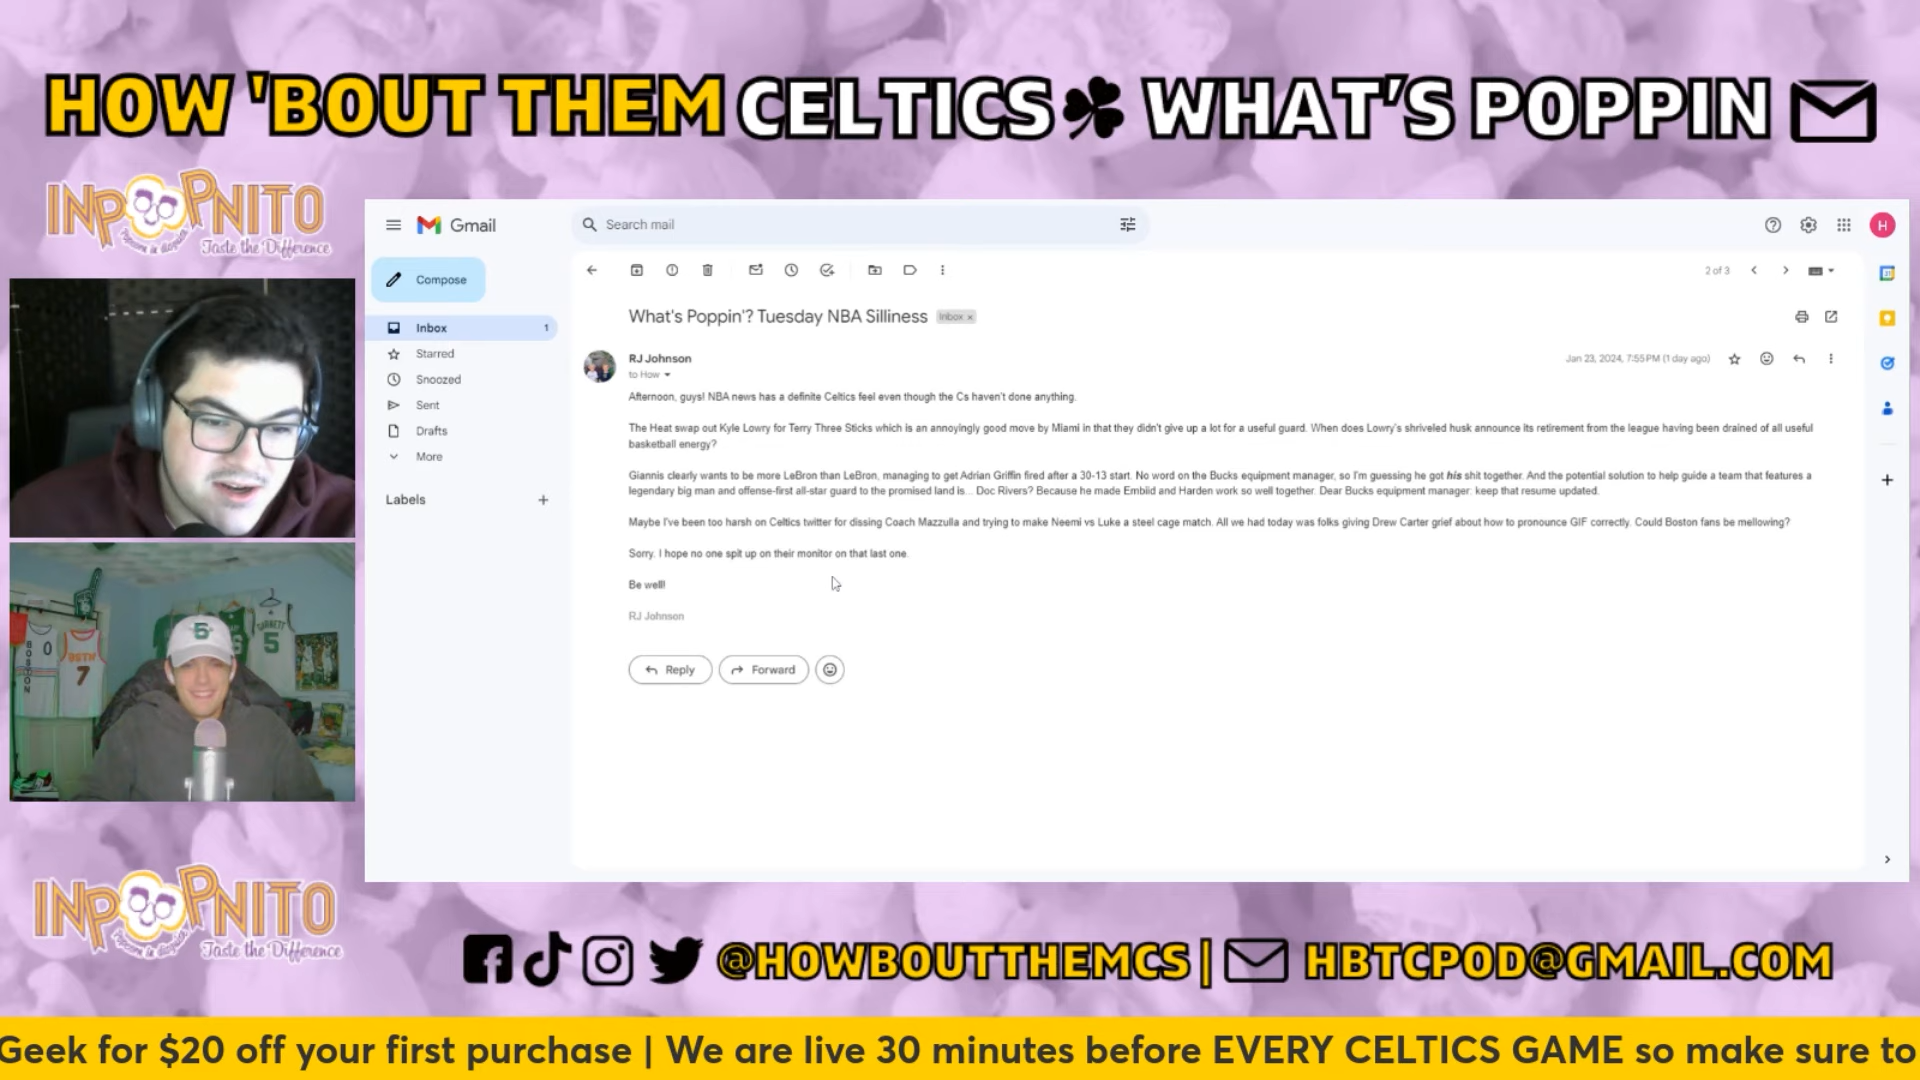 HOW 'BOUT THEM CELTICS WHAT'S POPPIN
INPOPNITO
Taste the Difference
Gmail
Search mail
H
Compose
2 of 3
Inbox 1
What's Poppin'? Tuesday NBA Silliness Inbox x
Starred
RJ Johnson
Jan 23, 2024, 7:55 PM (1 day ago)
to How
Snoozed
Afternoon, guys! NBA news has a definite Celtics feel even though the Cs haven't done anything.
Sent
The Heat swap out Kyle Lowry for Terry Three Sticks which is an annoyingly good move by Miami in that they didn't give up a lot for a useful guard. When does Lowry's shriveled husk announce its retirement from the league having been drained of all useful
basketball energy?
Drafts
More
Giannis clearly wants to be more LeBron than LeBron, managing to get Adrian Griffin fired after a 30-13 start. No word on the Bucks equipment manager, so I'm guessing he got his shit together. And the potential solution to help guide a team that features a
legendary big man and offense-first all-star guard to the promised land is... Doc Rivers? Because he made Embiid and Harden work so well together. Dear Bucks equipment manager: keep that resume updated.
Labels
Maybe I've been too harsh on Celtics twitter for dissing Coach Mazzulla and trying to make Neemi vs Luke a steel cage match. All we had today was folks giving Drew Carter grief about how to pronounce GIF correctly. Could Boston fans be mellowing?
Sorry. I hope no one spit up on their monitor on that last one.
Be well!
RJ Johnson
Reply
Forward
BOSTON
0
7
GARNETT
5
6
INPOPNITO
Taste the Difference
@HOWBOUTTHEMCS | HBTCPOD@GMAIL.COM
Geek for $20 off your first purchase | We are live 30 minutes before EVERY CELTICS GAME so make sure to